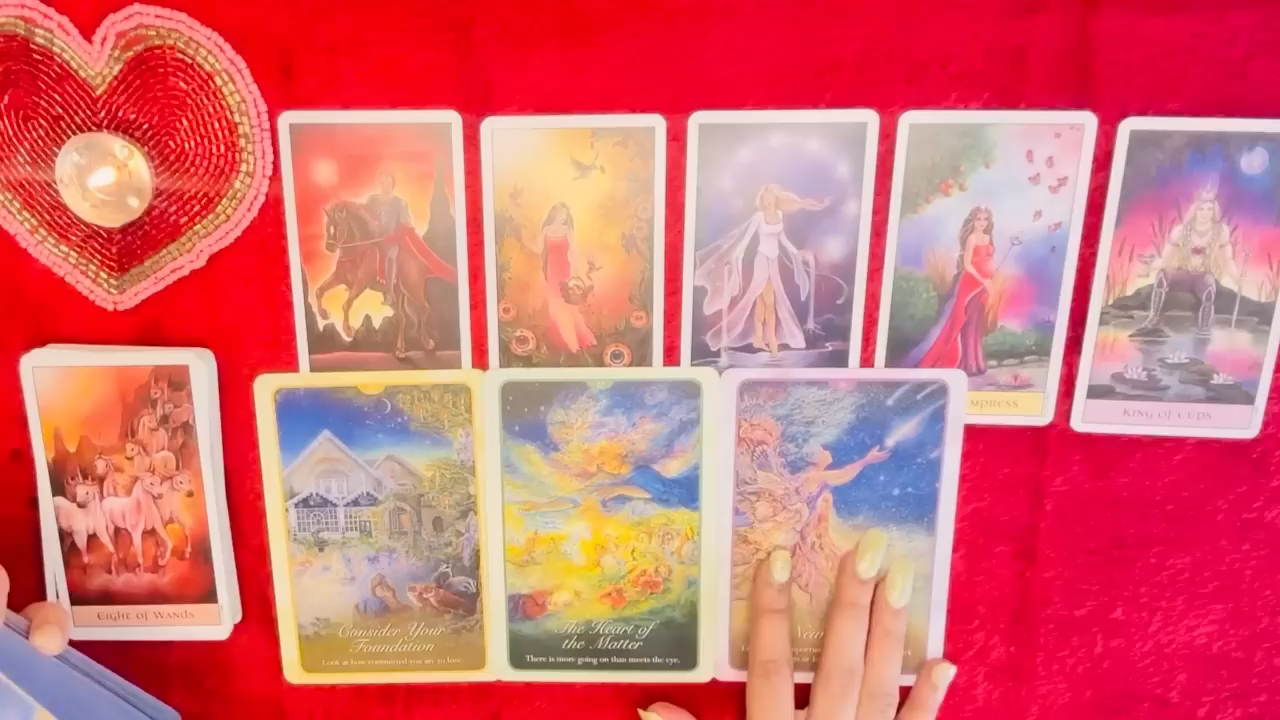 MPRESS
KING OF CUPS
EIGHT OF WANDS
Consider Your
Foundation
Look at how committed you are to love.
The Heart of
the Matter
There is more going on than meets the eye.